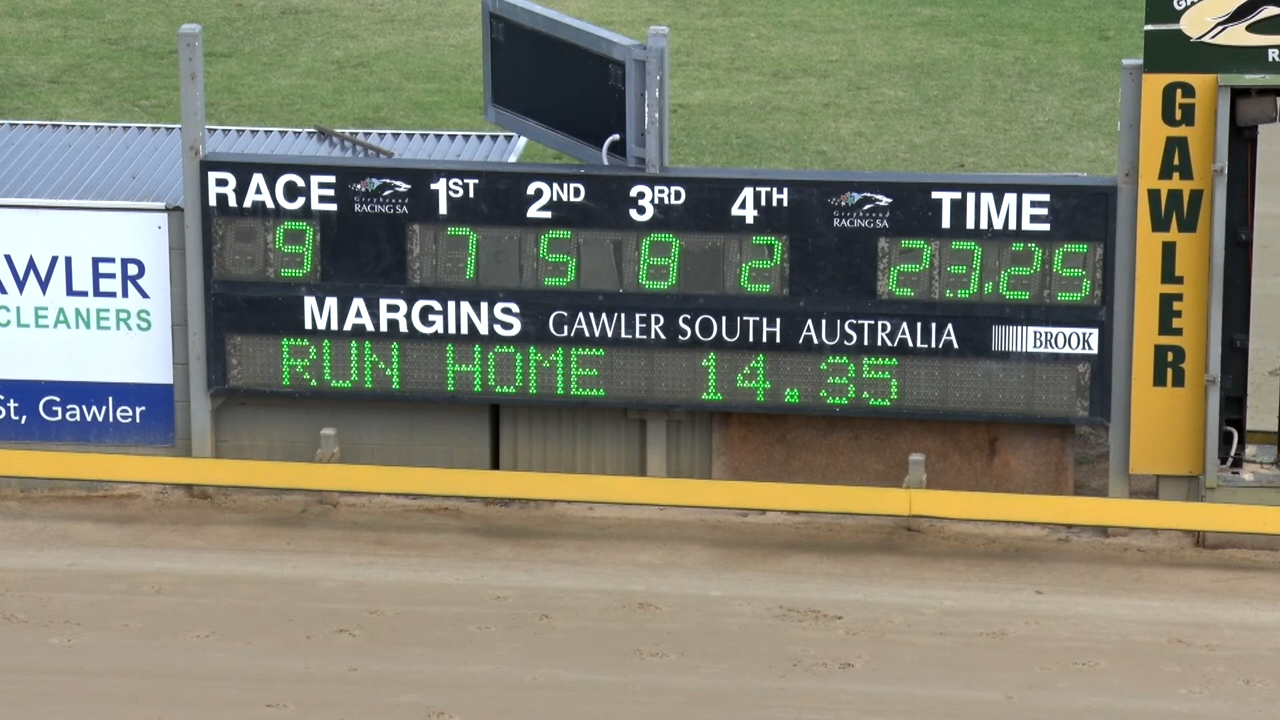 RACE 1ST 2ND 3RD 4TH TIME
Greyhound
RACING SA
Greyhound
RACING SA
9 7 5 8 2 23.25
MARGINS GAWLER SOUTH AUSTRALIA BROOK
RUN HOME 14.35
AWLER
CLEANERS
St, Gawler
GAWLER